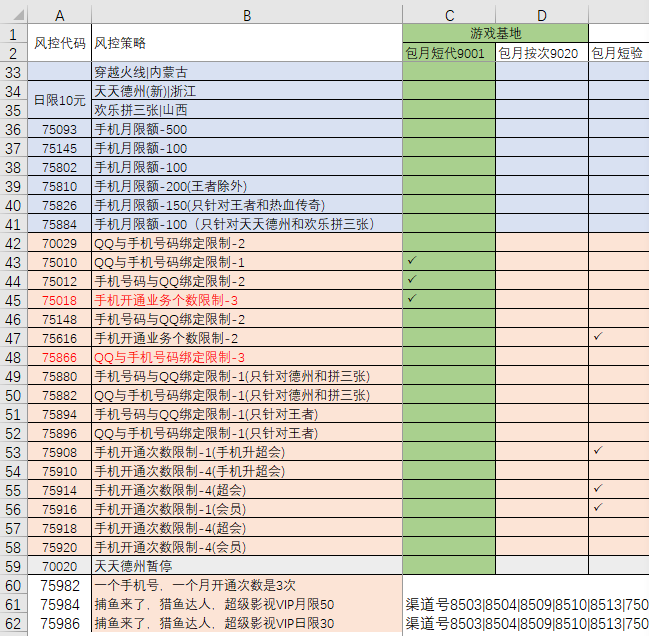 A B C D
1 风控代码 风控策略 游戏基地
2 包月短代9001 包月按次9020 包月短验
33 穿越火线|内蒙古
34 日限10元 天天德州(新)|浙江
35 欢乐拼三张|山西
36 75093 手机月限额-500
37 75145 手机月限额-100
38 75802 手机月限额-100
39 75810 手机月限额-200(王者除外)
40 75826 手机月限额-150(只针对王者和热血传奇)
41 75884 手机月限额-100（只针对天天德州和欢乐拼三张）
42 70029 QQ与手机号码绑定限制-2
43 75010 QQ与手机号码绑定限制-1 ✓
44 75012 手机号码与QQ绑定限制-2 ✓
45 75018 手机开通业务个数限制-3 ✓
46 75148 手机号码与QQ绑定限制-2
47 75616 手机开通业务个数限制-2 ✓
48 75866 QQ与手机号码绑定限制-3
49 75880 手机号码与QQ绑定限制-1(只针对德州和拼三张)
50 75882 QQ与手机号码绑定限制-1(只针对德州和拼三张)
51 75894 手机号码与QQ绑定限制-1(只针对王者)
52 75896 QQ与手机号码绑定限制-1(只针对王者)
53 75908 手机开通次数限制-1(手机升超会) ✓
54 75910 手机开通次数限制-4(手机升超会)
55 75914 手机开通次数限制-4(超会) ✓
56 75916 手机开通次数限制-1(会员) ✓
57 75918 手机开通次数限制-4(超会)
58 75920 手机开通次数限制-4(会员)
59 70020 天天德州暂停
60 75982 一个手机号，一个月开通次数是3次
61 75984 捕鱼来了，猎鱼达人，超级影视VIP月限50 渠道号8503|8504|8509|8510|8513|750
62 75986 捕鱼来了，猎鱼达人，超级影视VIP日限30 渠道号8503|8504|8509|8510|8513|750